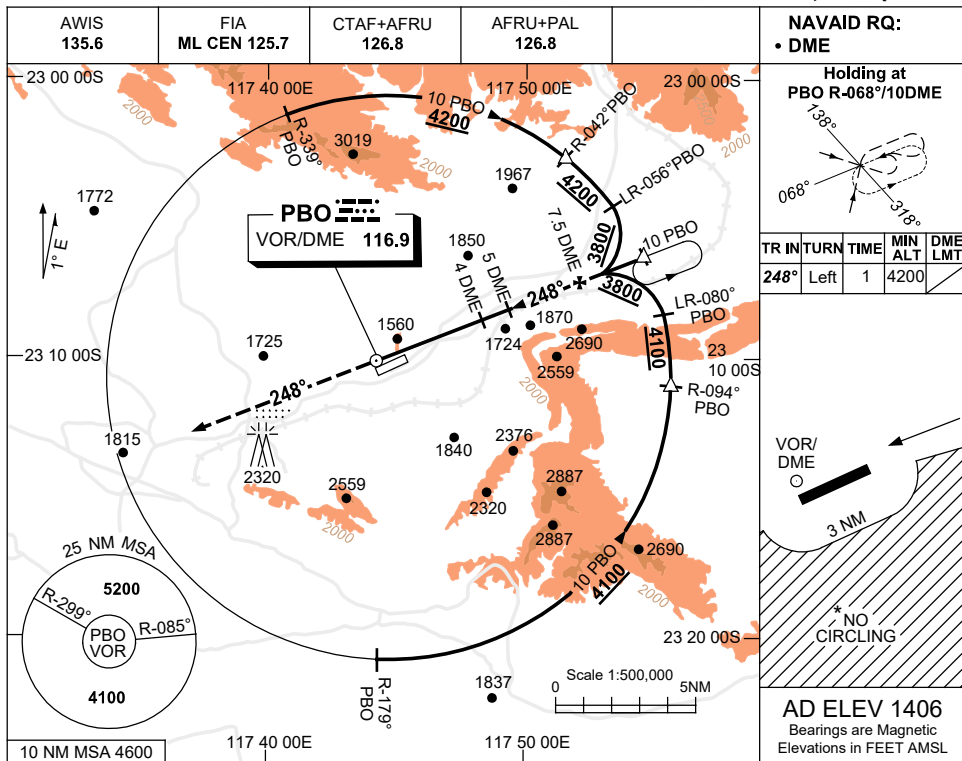 AWIS
135.6
FIA
ML CEN 125.7
CTAF+AFRU
126.8
AFRU+PAL
126.8
NAVAID RQ:
• DME
23 00 00S
117 40 00E
117 50 00E
23 00 00S
2000
2000
2000
2000
10 PBO
4200
R-339°
PBO
R-042°PBO
3019
1967
4200
LR-056°PBO
1772
1° E
PBO
VOR/DME 116.9
1850
7.5 DME
3800
10 PBO
3800
5 DME
4 DME
248°
LR-080°
PBO
1870
1724
2690
1560
2559
4100
23 10 00S
1725
23
10 00S
R-094°
PBO
2000
248°
1815
2320
1840
2376
2559
2320
2887
2000
2887
2690
10 PBO
4100
2000
25 NM MSA
5200
R-299°
R-085°
PBO
VOR
4100
10 NM MSA 4600
R-179°
PBO
1837
Scale 1:500,000
0
5NM
23 20 00S
117 40 00E
117 50 00E
Holding at
PBO R-068°/10DME
138°
068°
318°
TR IN TURN TIME MIN ALT DME LMT
248° Left 1 4200
VOR/
DME
3 NM
*NO
CIRCLING
AD ELEV 1406
Bearings are Magnetic
Elevations in FEET AMSL